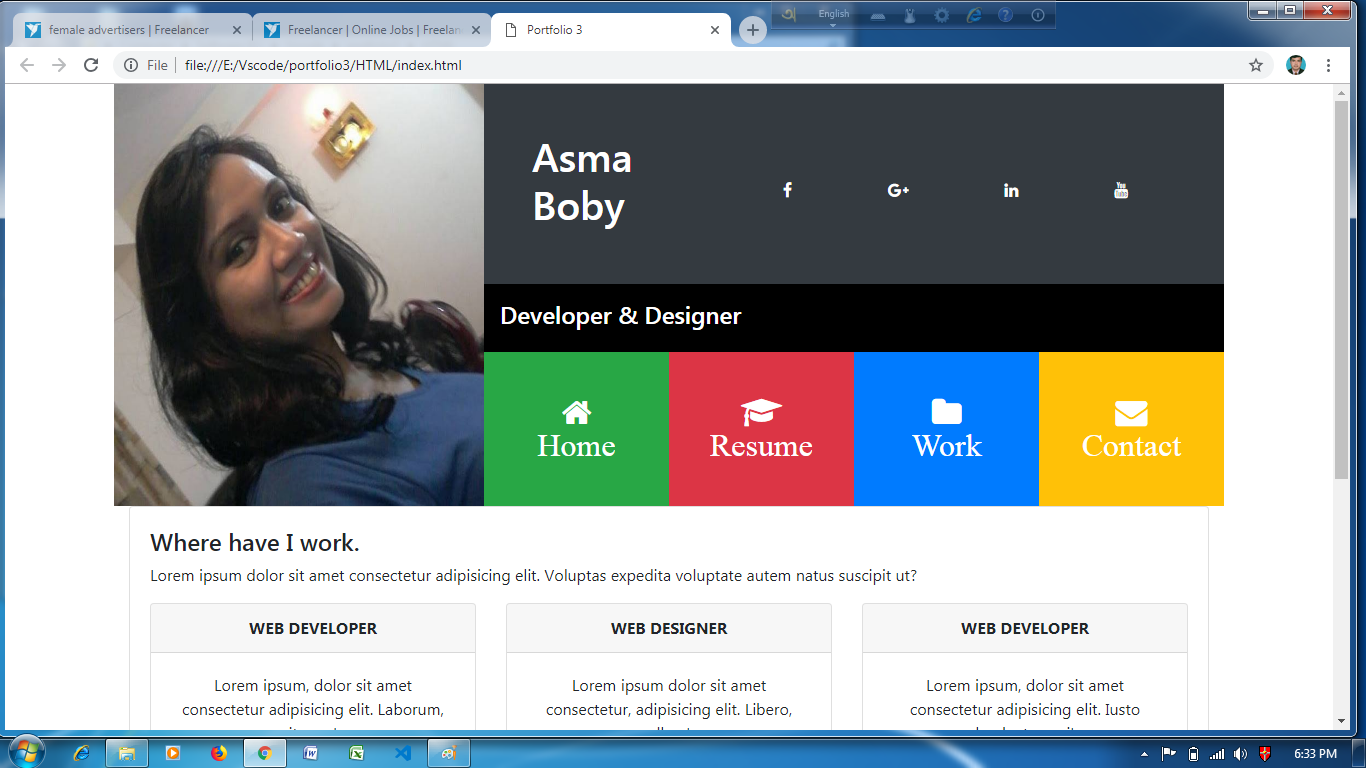 English
female advertisers | Freelancer
Freelancer | Online Jobs | Freelan
Portfolio 3
File
file:///E:/Vscode/portfolio3/HTML/index.html
Asma
Boby
G+
in
You
Tube
Developer & Designer
Home
Resume
Work
Contact
Where have I work.
Lorem ipsum dolor sit amet consectetur adipisicing elit. Voluptas expedita voluptate autem natus suscipit ut?
WEB DEVELOPER
WEB DESIGNER
WEB DEVELOPER
Lorem ipsum, dolor sit amet
consectetur adipisicing elit. Laborum,
Lorem ipsum dolor sit amet
consectetur, adipisicing elit. Libero,
Lorem ipsum, dolor sit amet
consectetur adipisicing elit. Iusto
6:33 PM